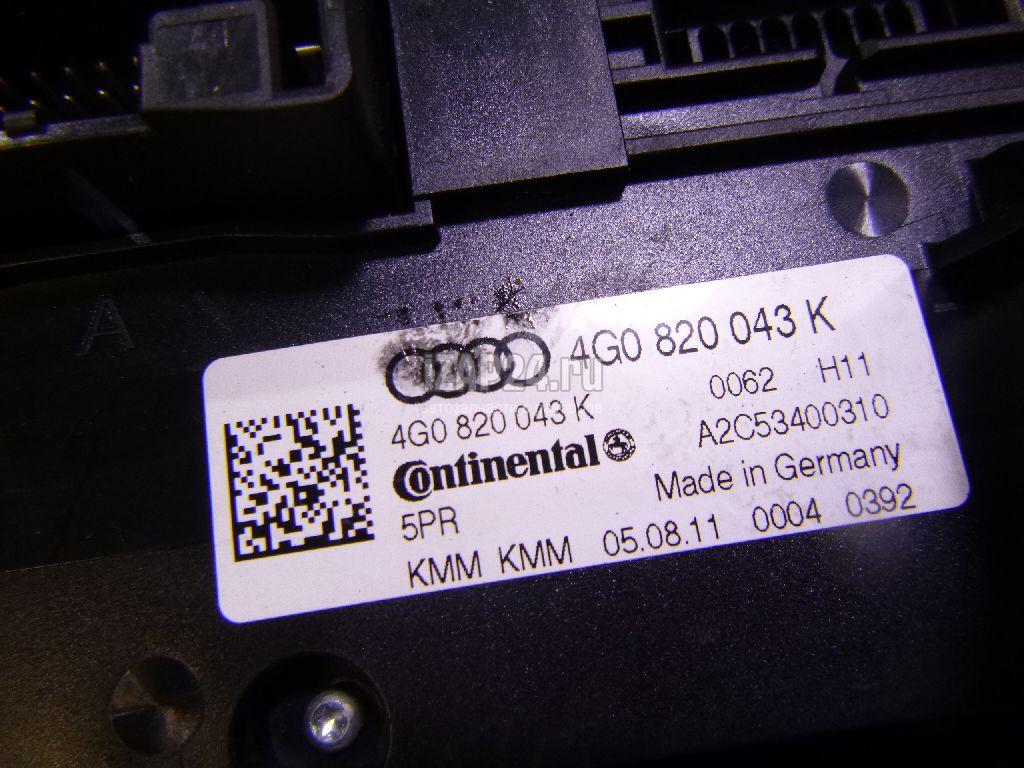 4G0 820 043 K
0062 H11
4G0 820 043 K
A2C53400310
Continental
Made in Germany
5PR
KMM KMM 05.08.11 0004 0392
A